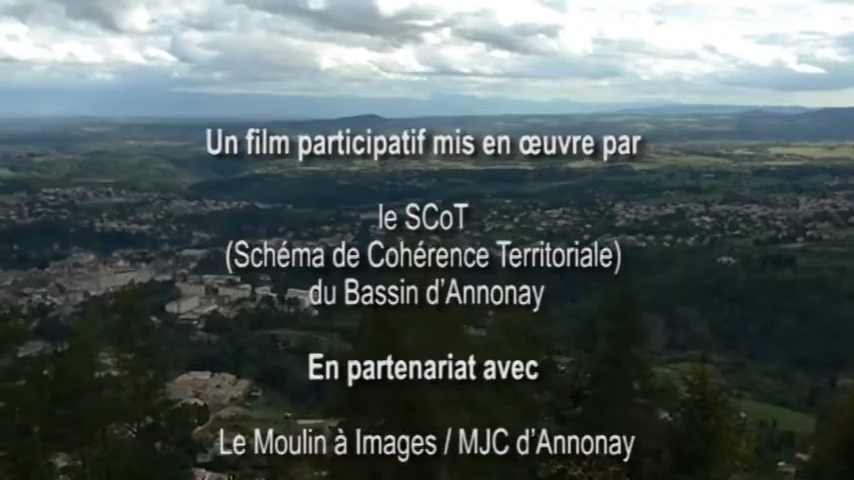 Un film participatif mis en œuvre par
le SCoT
(Schéma de Cohérence Territoriale)
du Bassin d’Annonay
En partenariat avec
Le Moulin à Images / MJC d’Annonay